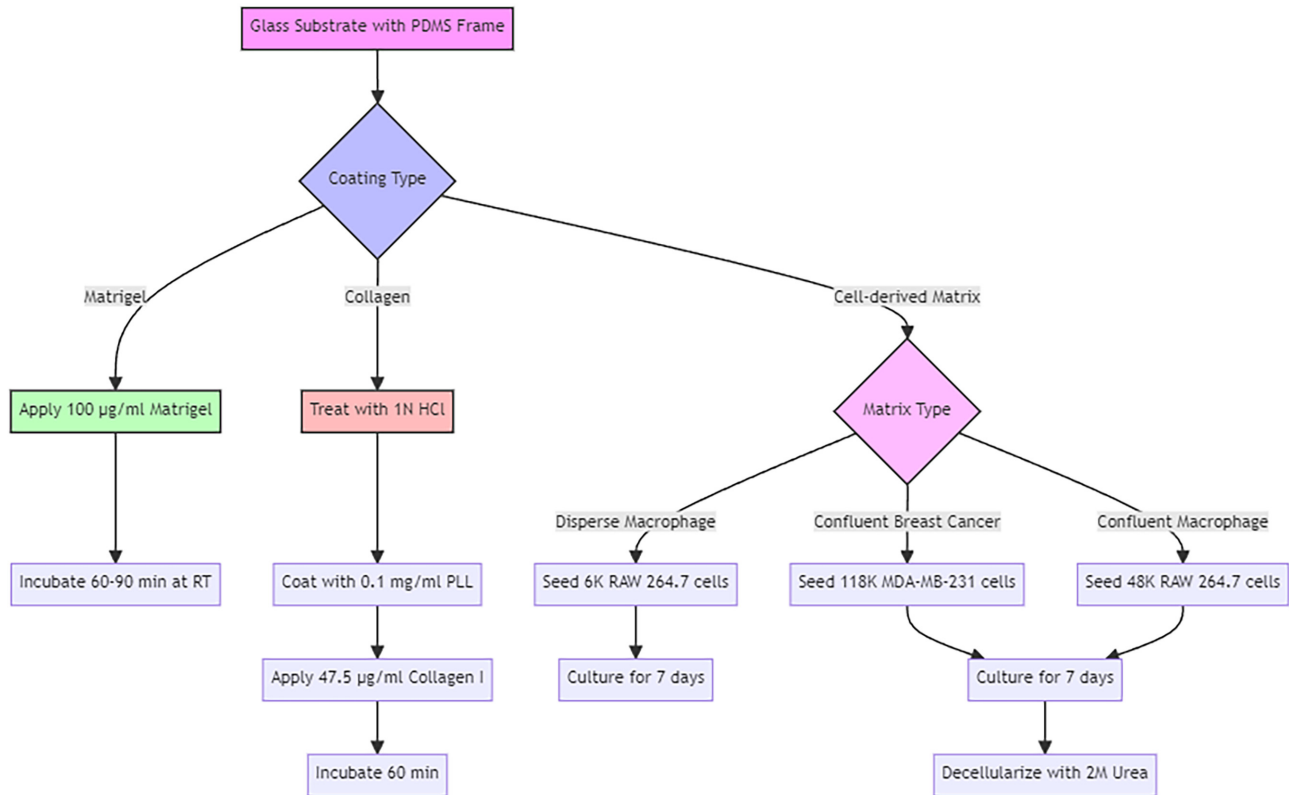 Glass Substrate with PDMS Frame
Coating Type
Matrigel
Collagen
Cell-derived Matrix
Apply 100 µg/ml Matrigel
Treat with 1N HCl
Matrix Type
Disperse Macrophage
Confluent Breast Cancer
Confluent Macrophage
Incubate 60-90 min at RT
Coat with 0.1 mg/ml PLL
Seed 6K RAW 264.7 cells
Seed 118K MDA-MB-231 cells
Seed 48K RAW 264.7 cells
Apply 47.5 µg/ml Collagen I
Culture for 7 days
Culture for 7 days
Incubate 60 min
Decellularize with 2M Urea